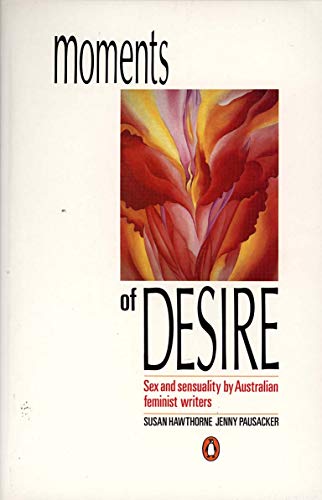 moments
of DESIRE
Sex and sensuality by Australian
feminist writers
SUSAN HAWTHORNE JENNY PAUSACKER